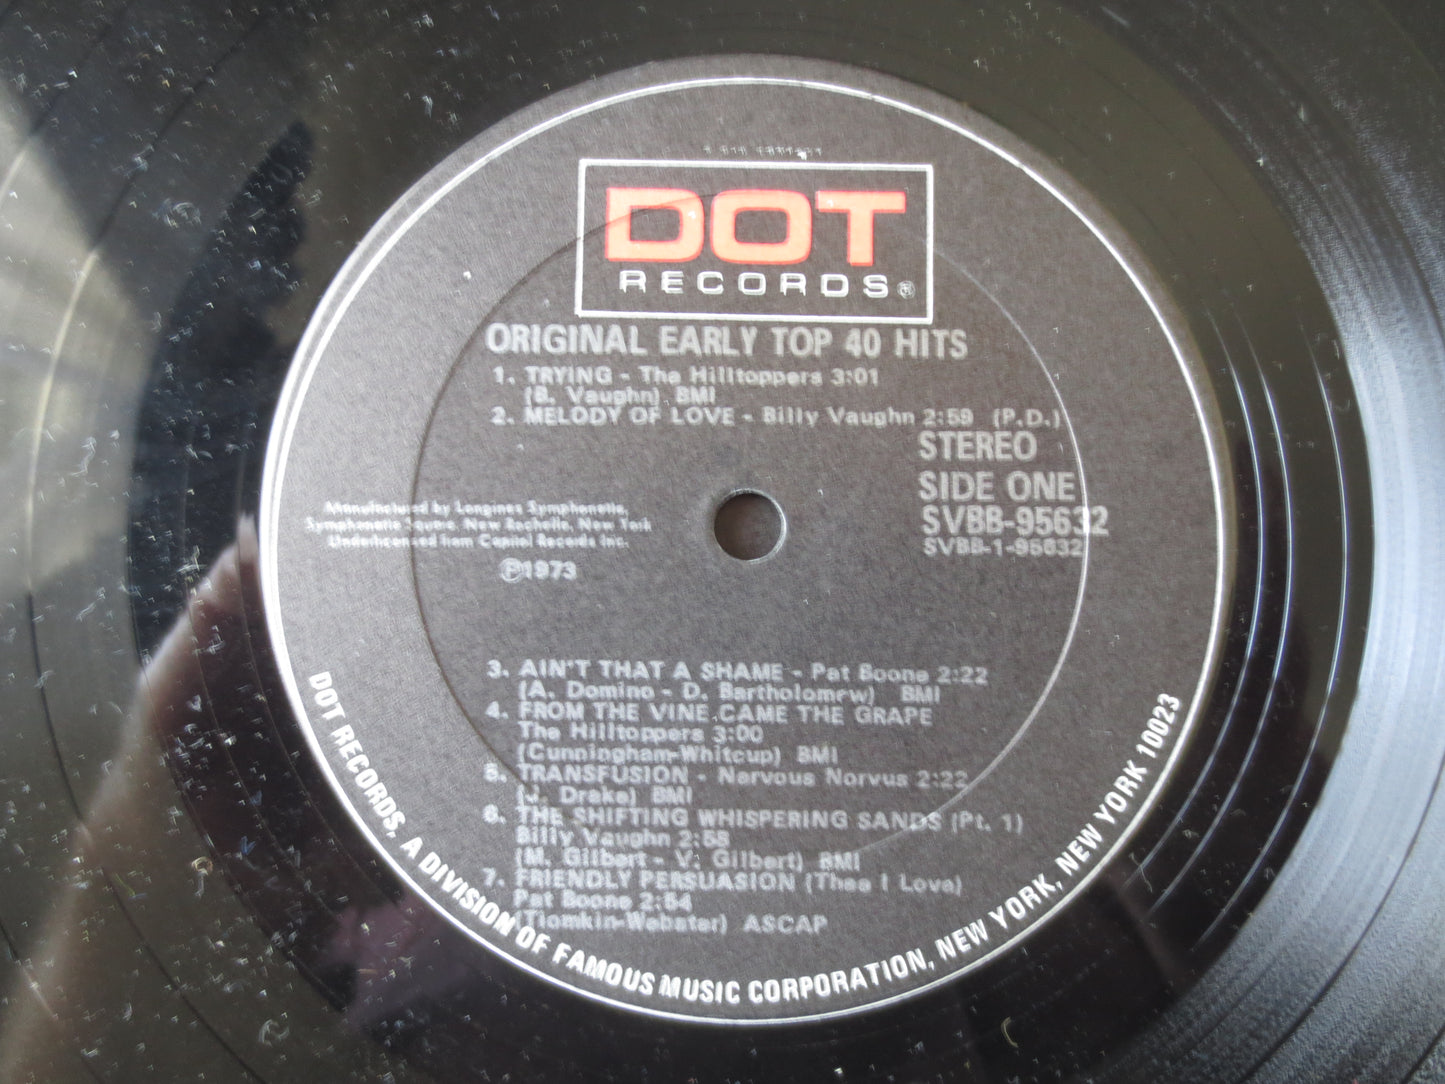 DOT
RECORDS®
ORIGINAL EARLY TOP 40 HITS
1. TRYING - The Hilltoppers 3:01
(B. Vaughn) BMI
2. MELODY OF LOVE - Billy Vaughn 2:59 (P.D.)
STEREO
SIDE ONE
SVBB-95632
SVBB-1-95632
Manufactured by Longines Symphonette,
Symphonette Square, New Rochelle, New York
Underlicensed from Capitol Records Inc.
℗1973
3. AIN'T THAT A SHAME - Pat Boone 2:22
(A. Domino - D. Bartholomew) BMI
4. FROM THE VINE CAME THE GRAPE
The Hilltoppers 3:00
(Cunningham-Whitcup) BMI
5. TRANSFUSION - Nervous Norvus 2:22
(J. Drake) BMI
6. THE SHIFTING WHISPERING SANDS (Pt. 1)
Billy Vaughn 2:58
(M. Gilbert - V. Gilbert) BMI
7. FRIENDLY PERSUASION (Thee I Love)
Pat Boone 2:54
(Tiomkin-Webster) ASCAP
DOT RECORDS, A DIVISION OF FAMOUS MUSIC CORPORATION, NEW YORK, NEW YORK 10023